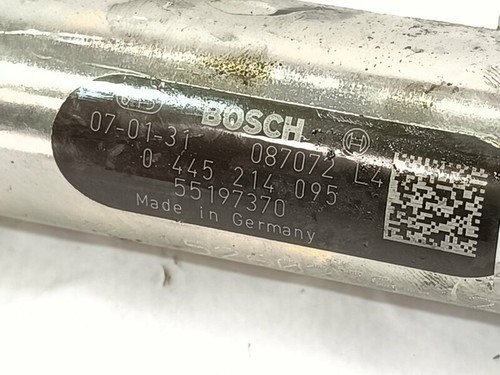 BOSCH
07-01-31 087072 L4
0 445 214 095
55197370
Made in Germany